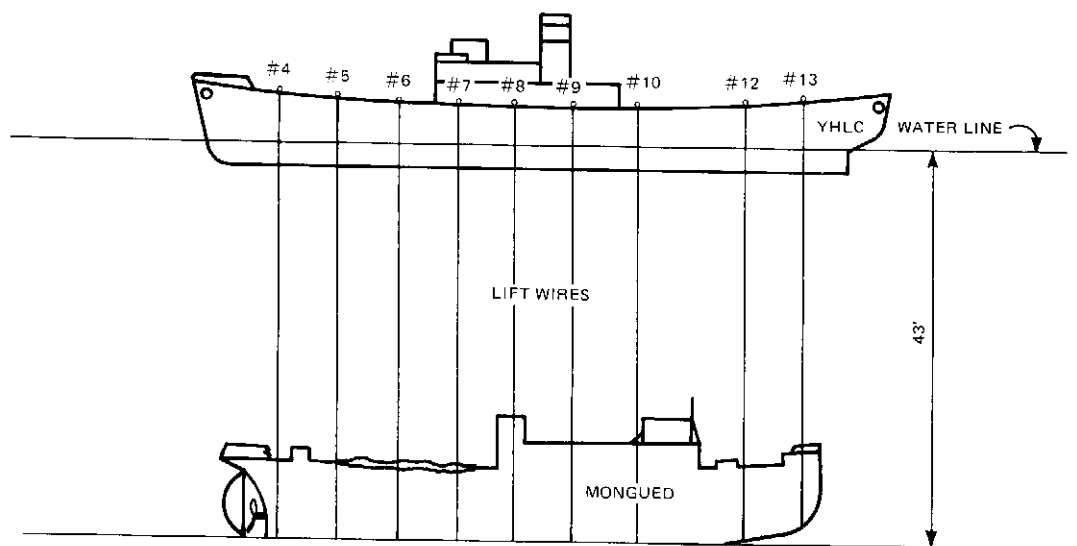 #4
#5
#6
#7
#8
#9
#10
#12
#13
YHLC
WATER LINE
LIFT WIRES
43'
MONGUED